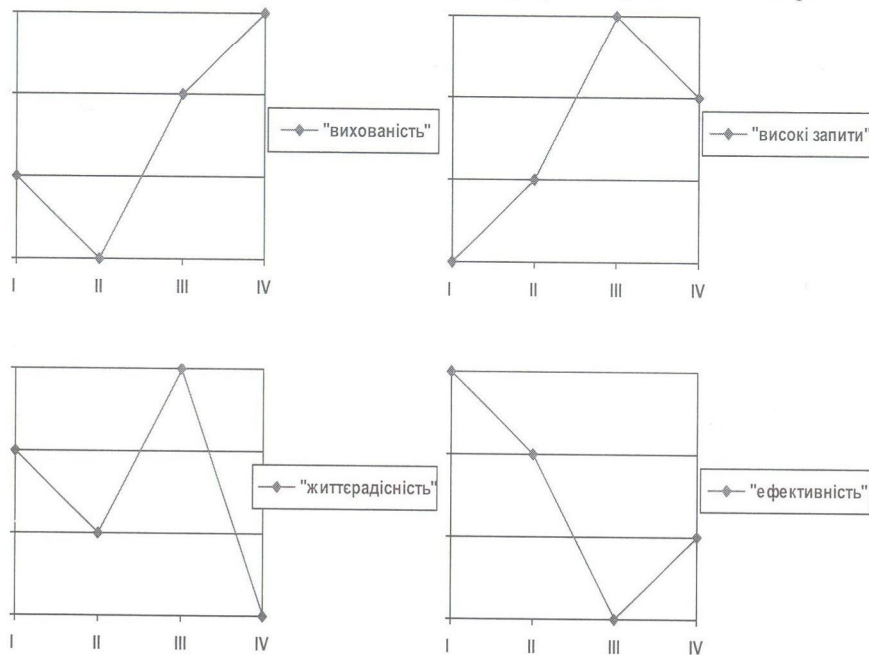 "вихованість"
"високі запити"
I II III IV
I II III IV
"життєрадісність"
"ефективність"
I II III IV
I II III IV